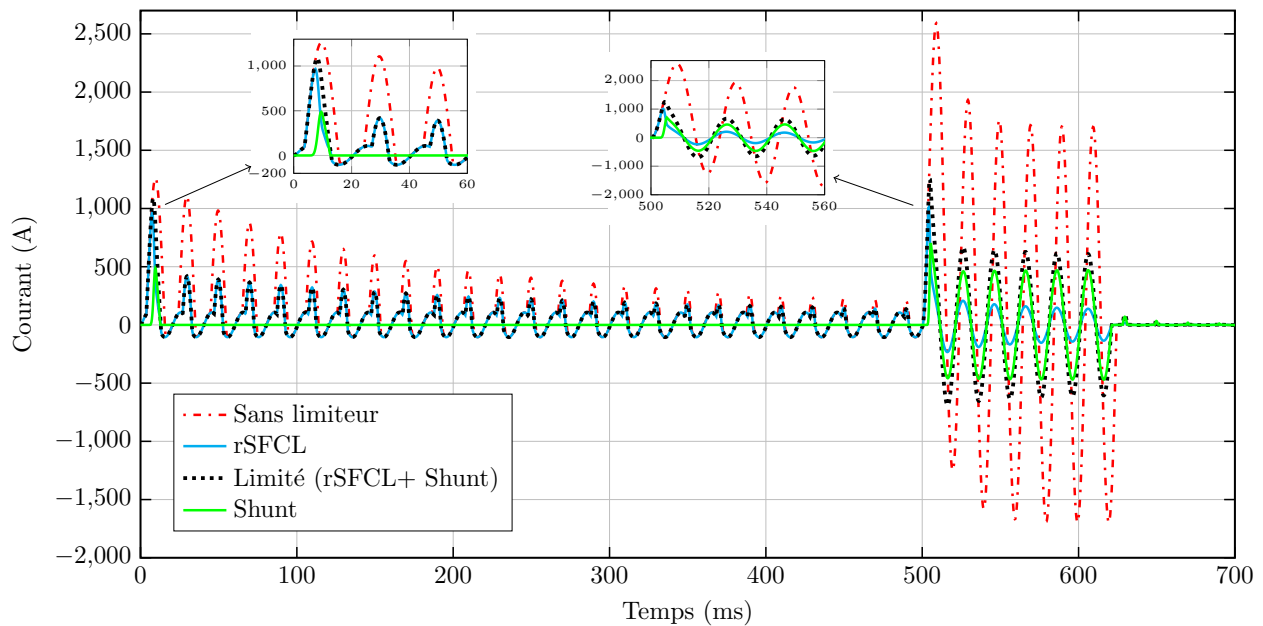 2,500
2,000
1,500
1,000
500
0
−500
−1,000
−1,500
−2,000
0 100 200 300 400 500 600 700
Temps (ms)
Courant (A)
1,000
500
0
−200
0 20 40 60
2,000
1,000
0
−1,000
−2,000
500 520 540 560
Sans limiteur
rSFCL
Limité (rSFCL+ Shunt)
Shunt